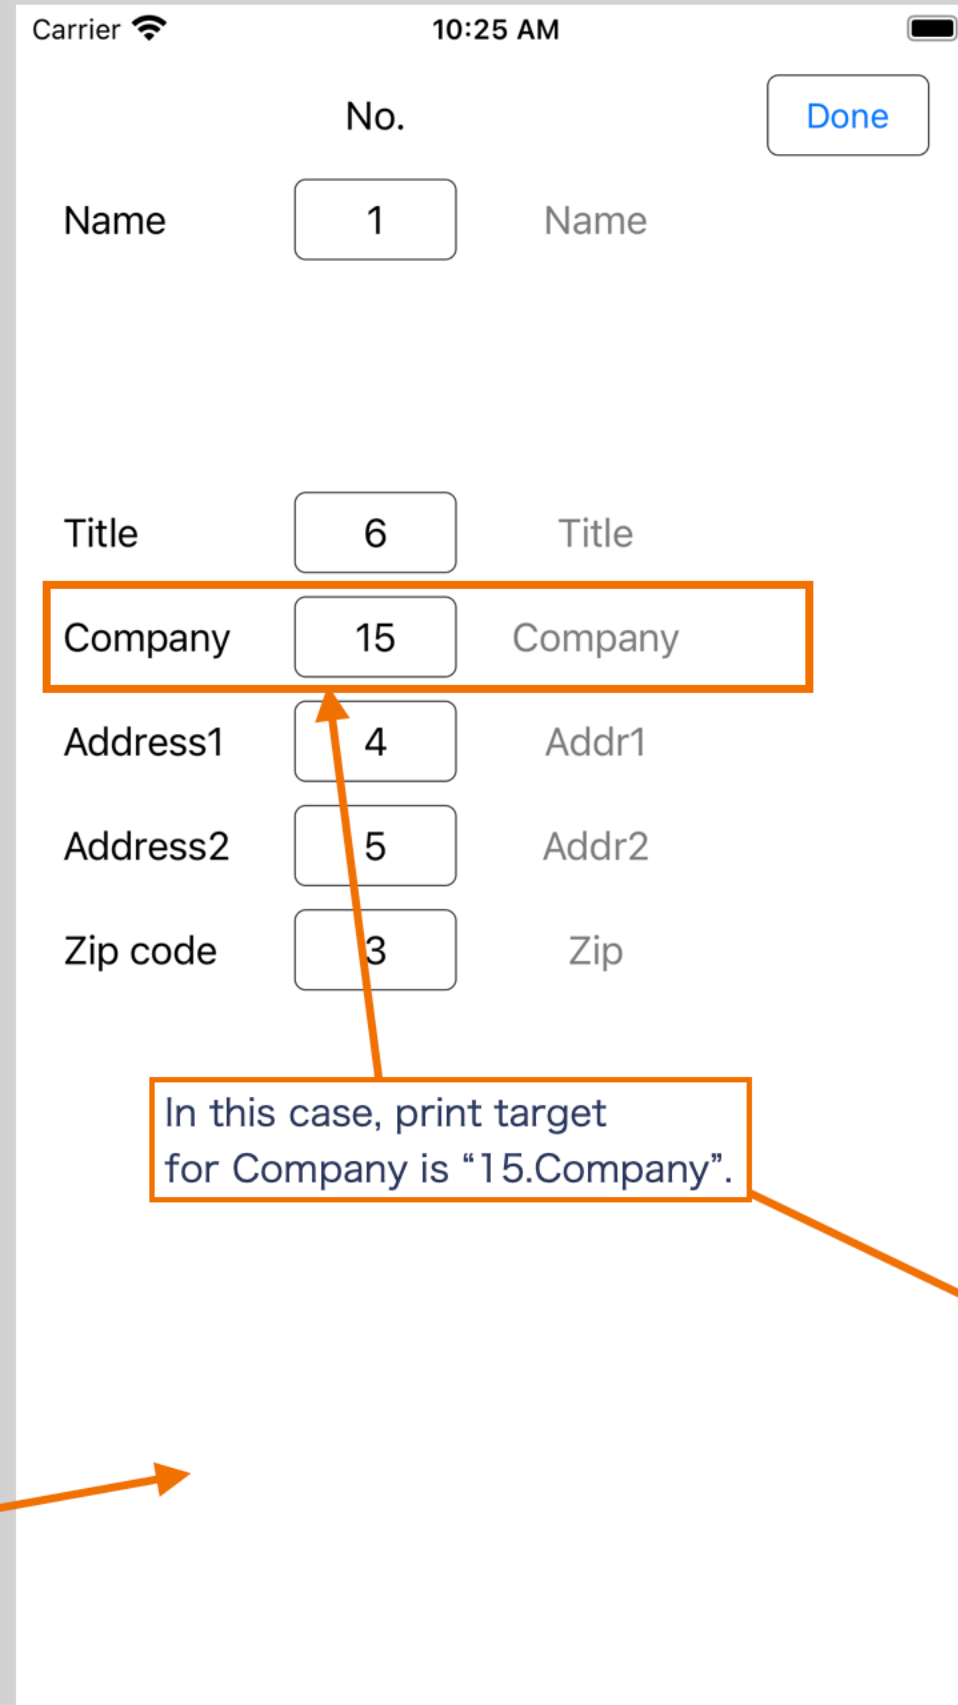 Carrier 10:25 AM
No. Done
Name 1 Name
Title 6 Title
Company 15 Company
Address1 4 Addr1
Address2 5 Addr2
Zip code 3 Zip
In this case, print target
for Company is “15.Company”.